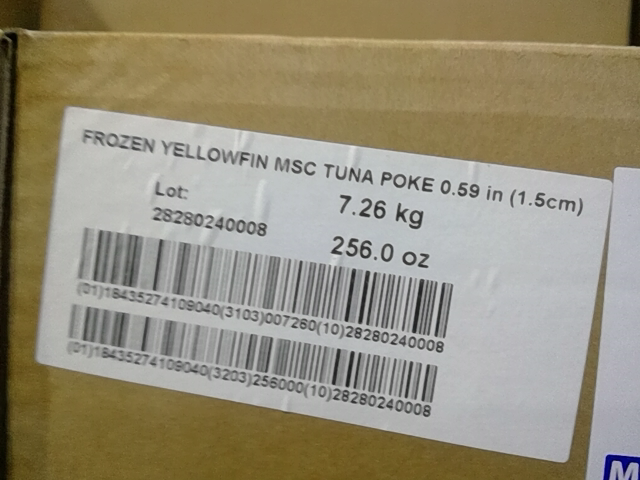 FROZEN YELLOWFIN MSC TUNA POKE 0.59 in (1.5cm)
Lot:
28280240008
7.26 kg
256.0 oz
(01)18435274109040(3103)007260(10)28280240008
(01)18435274109040(3203)256000(10)28280240008
M